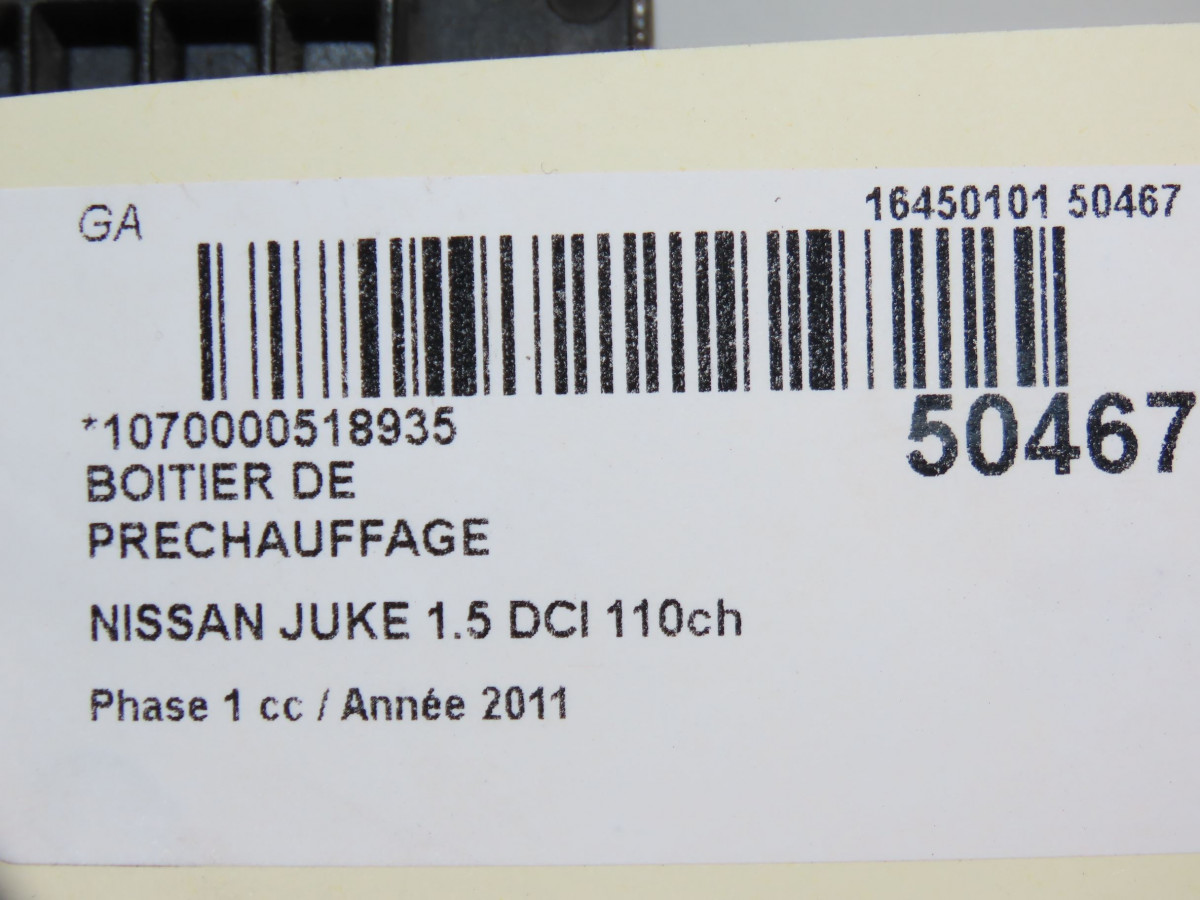 GA
16450101 50467
*1070000518935
50467
BOITIER DE
PRECHAUFFAGE
NISSAN JUKE 1.5 DCI 110ch
Phase 1 cc / Année 2011